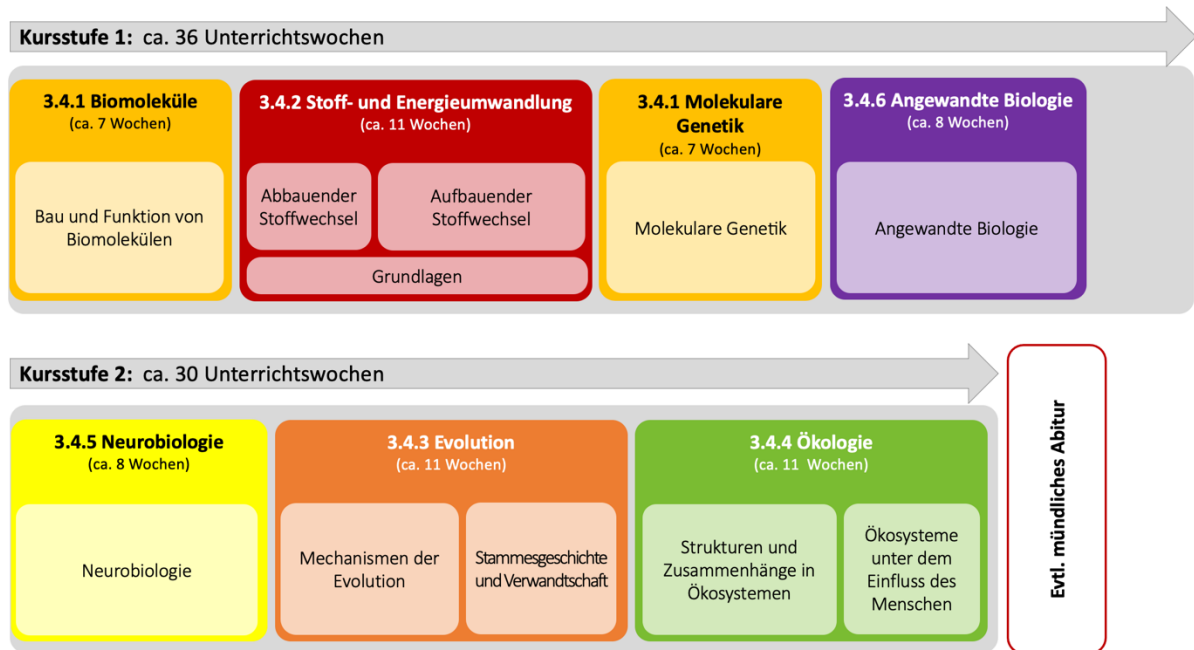 Kursstufe 1: ca. 36 Unterrichtswochen
3.4.1 Biomoleküle
(ca. 7 Wochen)
Bau und Funktion von
Biomolekülen
3.4.2 Stoff- und Energieumwandlung
(ca. 11 Wochen)
Abbauender
Stoffwechsel
Aufbauender
Stoffwechsel
Grundlagen
3.4.1 Molekulare
Genetik
(ca. 7 Wochen)
Molekulare Genetik
3.4.6 Angewandte Biologie
(ca. 8 Wochen)
Angewandte Biologie
Kursstufe 2: ca. 30 Unterrichtswochen
3.4.5 Neurobiologie
(ca. 8 Wochen)
Neurobiologie
3.4.3 Evolution
(ca. 11 Wochen)
Mechanismen der
Evolution
Stammesgeschichte
und Verwandtschaft
3.4.4 Ökologie
(ca. 11 Wochen)
Strukturen und
Zusammenhänge in
Ökosystemen
Ökosysteme
unter dem
Einfluss des
Menschen
Evtl. mündliches Abitur